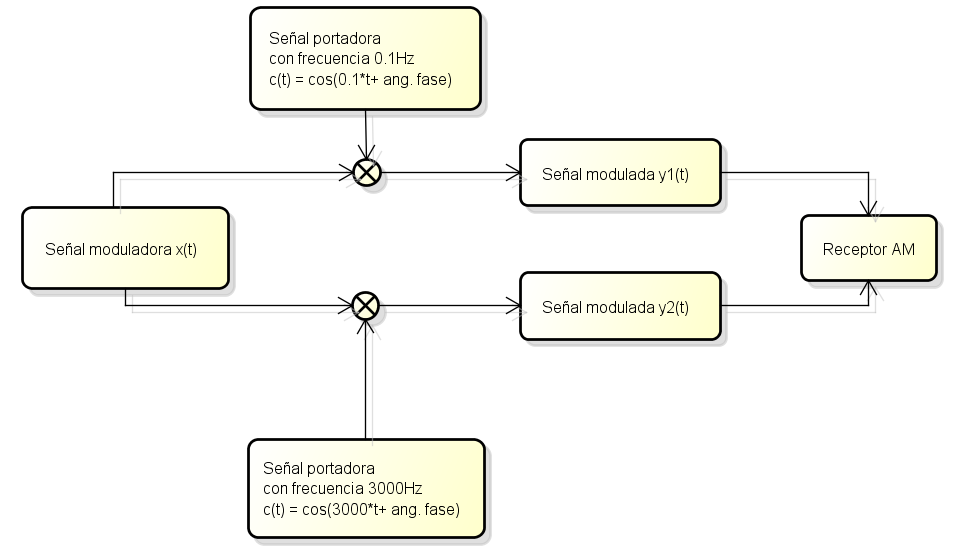 Señal portadora
con frecuencia 0.1Hz
c(t) = cos(0.1*t+ ang. fase)
Señal modulada y1(t)
Señal moduladora x(t)
Receptor AM
Señal modulada y2(t)
Señal portadora
con frecuencia 3000Hz
c(t) = cos(3000*t+ ang. fase)